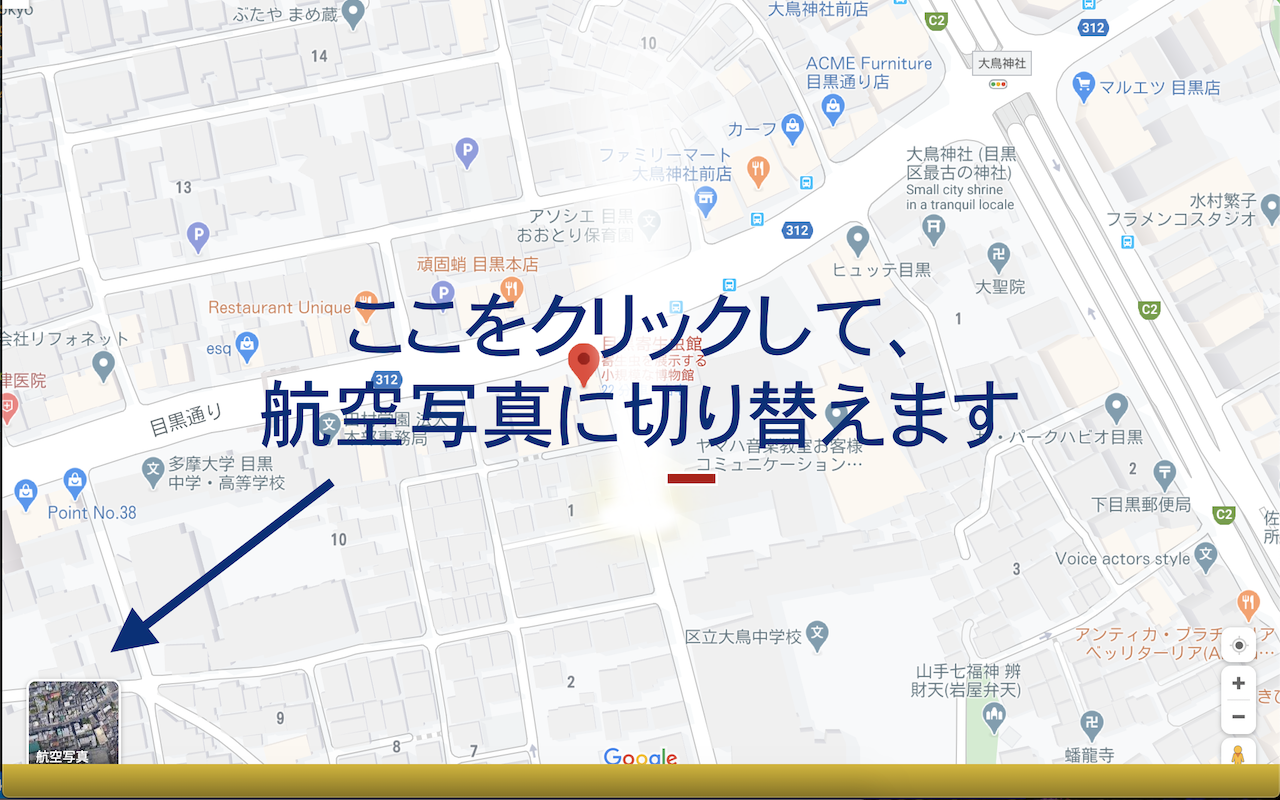 ぶたや まめ蔵
大鳥神社前店
C2
312
14
10
ACME Furniture
目黒通り店
大鳥神社
マルエツ 目黒店
カーフ
P
ファミリーマート
大鳥神社前店
大鳥神社 (目黒
区最古の神社)
Small city shrine
in a tranquil locale
13
水村繁子
フラメンコスタジオ
アソシエ 目黒
おおとり保育園
文
P
312
頑固蛸 目黒本店
ヒュッテ目黒
大聖院
P
Restaurant Unique
C2
1
会社リフォネット
esq
ここをクリックして、
航空写真に切り替えます
津医院
312
目黒通り
文
本部事務局
ヤマハ音楽教室お客様
コミュニケーション…
パークハビオ目黒
文
多摩大学 目黒
中学・高等学校
2
下目黒郵便局
Point No.38
1
C2
佐
所
10
Voice actors style
文
3
区立大鳥中学校
文
アンティカ・ブラチ
ベッリターリア(A
山手七福神 辨
財天(岩屋弁天)
2
9
8
7
航空写真
Google
蟠龍寺
+
−